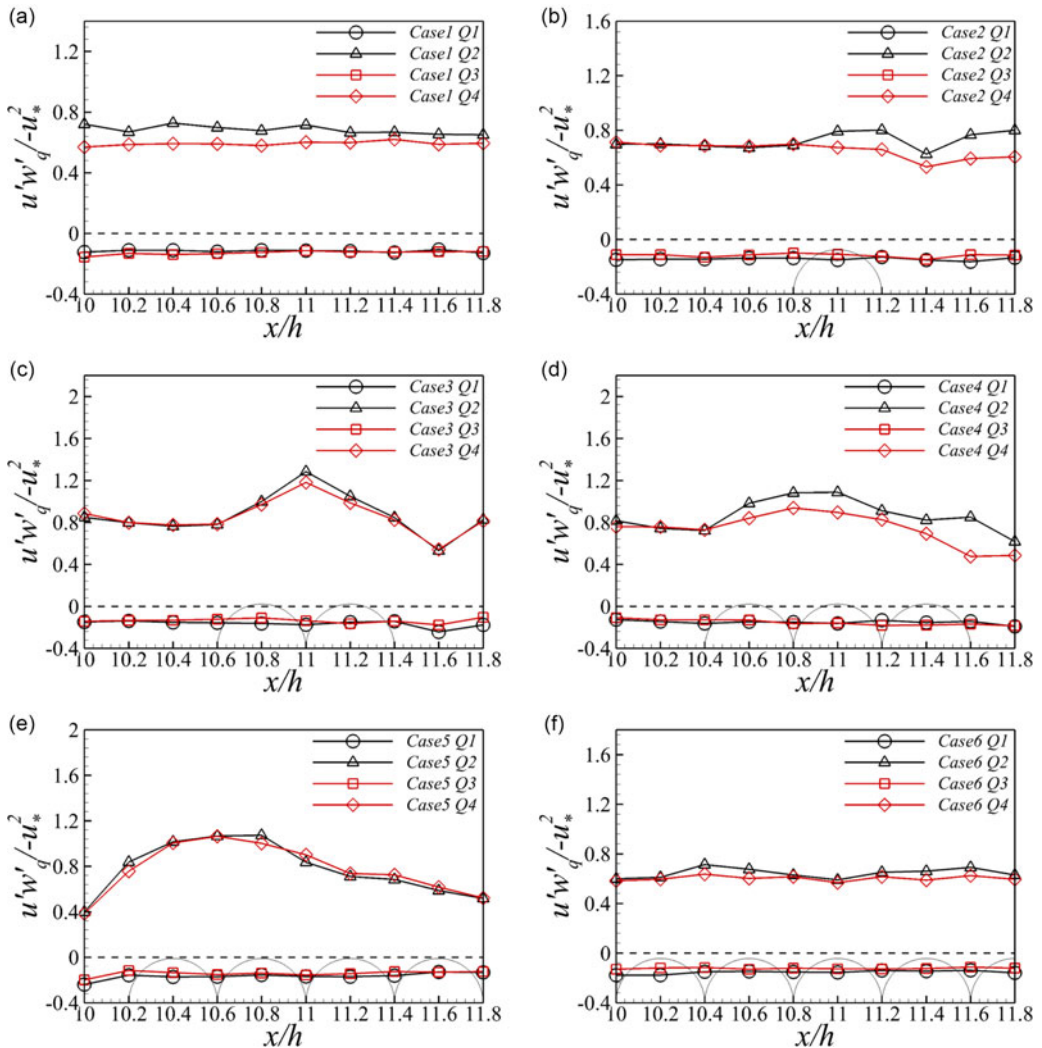 (a)
Case1 Q1
Case1 Q2
Case1 Q3
Case1 Q4
1.2
0.8
0.4
0
-0.4
u'w'q/-u*²
10 10.2 10.4 10.6 10.8 11 11.2 11.4 11.6 11.8
x/h
(b)
Case2 Q1
Case2 Q2
Case2 Q3
Case2 Q4
1.6
1.2
0.8
0.4
0
-0.4
u'w'q/-u*²
10 10.2 10.4 10.6 10.8 11 11.2 11.4 11.6 11.8
x/h
(c)
Case3 Q1
Case3 Q2
Case3 Q3
Case3 Q4
2
1.6
1.2
0.8
0.4
0
-0.4
u'w'q/-u*²
10 10.2 10.4 10.6 10.8 11 11.2 11.4 11.6 11.8
x/h
(d)
Case4 Q1
Case4 Q2
Case4 Q3
Case4 Q4
2
1.6
1.2
0.8
0.4
0
-0.4
u'w'q/-u*²
10 10.2 10.4 10.6 10.8 11 11.2 11.4 11.6 11.8
x/h
(e)
Case5 Q1
Case5 Q2
Case5 Q3
Case5 Q4
2
1.6
1.2
0.8
0.4
0
-0.4
u'w'q/-u*²
10 10.2 10.4 10.6 10.8 11 11.2 11.4 11.6 11.8
x/h
(f)
Case6 Q1
Case6 Q2
Case6 Q3
Case6 Q4
1.6
1.2
0.8
0.4
0
-0.4
u'w'q/-u*²
10 10.2 10.4 10.6 10.8 11 11.2 11.4 11.6 11.8
x/h